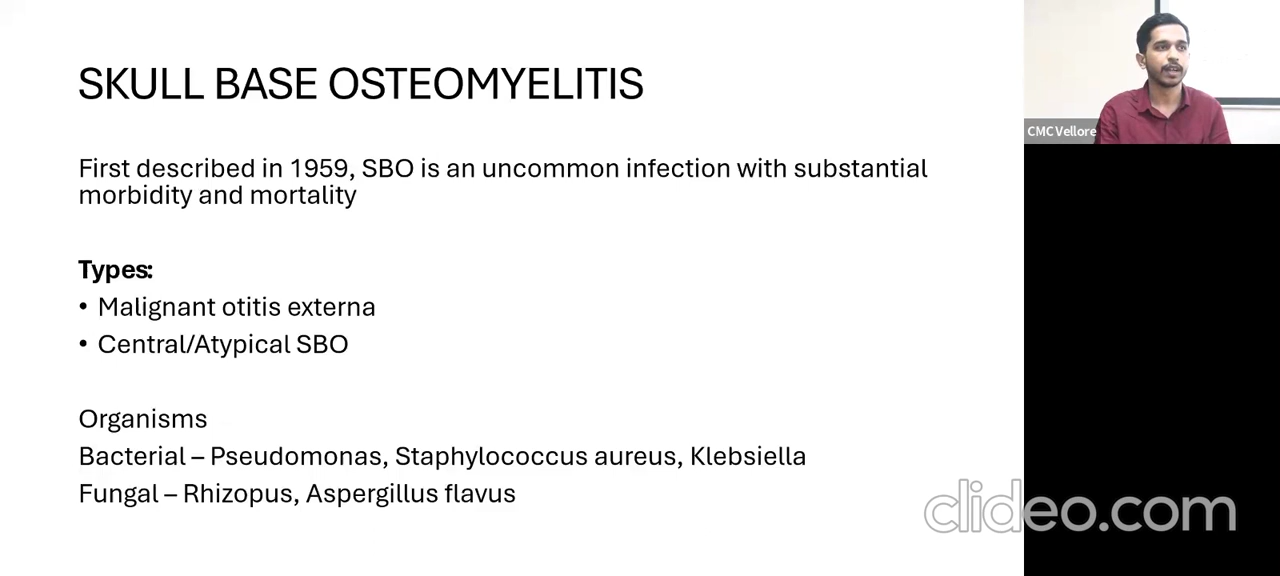 SKULL BASE OSTEOMYELITIS
First described in 1959, SBO is an uncommon infection with substantial
morbidity and mortality
Types:
• Malignant otitis externa
• Central/Atypical SBO
Organisms
Bacterial – Pseudomonas, Staphylococcus aureus, Klebsiella
Fungal – Rhizopus, Aspergillus flavus
CMC Vellore
clideo.com